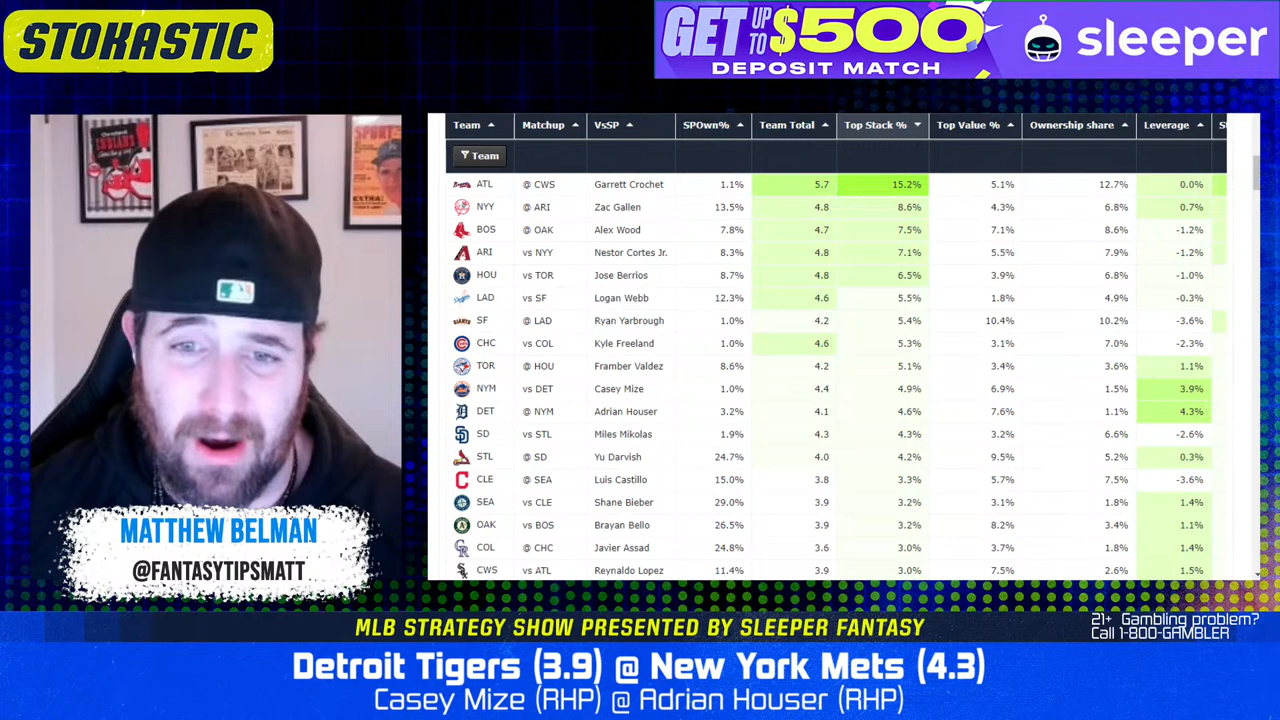 STOKASTIC
GET UP TO $500
DEPOSIT MATCH
sleeper
Team Matchup VsSP SPOwn% Team Total Top Stack % Top Value % Ownership share Leverage
Team
ATL @ CWS Garrett Crochet 1.1% 5.7 15.2% 5.1% 12.7% 0.0%
NYY @ ARI Zac Gallen 13.5% 4.8 8.6% 4.3% 6.8% 0.7%
BOS @ OAK Alex Wood 7.8% 4.7 7.5% 7.1% 8.6% -1.2%
ARI vs NYY Nestor Cortes Jr. 8.3% 4.8 7.1% 5.5% 7.9% -1.2%
HOU vs TOR Jose Berrios 8.7% 4.8 6.5% 3.9% 6.8% -1.0%
LAD vs SF Logan Webb 12.3% 4.6 5.5% 1.8% 4.9% -0.3%
SF @ LAD Ryan Yarbrough 1.0% 4.2 5.4% 10.4% 10.2% -3.6%
CHC vs COL Kyle Freeland 1.0% 4.6 5.3% 3.1% 7.0% -2.3%
TOR @ HOU Framber Valdez 8.6% 4.2 5.1% 3.4% 3.6% 1.1%
NYM vs DET Casey Mize 1.0% 4.4 4.9% 6.9% 1.5% 3.9%
DET @ NYM Adrian Houser 3.2% 4.1 4.6% 7.6% 1.1% 4.3%
SD vs STL Miles Mikolas 1.9% 4.3 4.3% 3.2% 6.6% -2.6%
STL @ SD Yu Darvish 24.7% 4.0 4.2% 9.5% 5.2% 0.3%
CLE @ SEA Luis Castillo 15.0% 3.8 3.3% 5.7% 7.5% -3.6%
SEA vs CLE Shane Bieber 29.0% 3.9 3.2% 3.1% 1.8% 1.4%
OAK vs BOS Brayan Bello 26.5% 3.9 3.2% 8.2% 3.4% 1.1%
COL @ CHC Javier Assad 24.8% 3.6 3.0% 3.7% 1.8% 1.4%
CWS vs ATL Reynaldo Lopez 11.4% 3.9 3.0% 7.5% 2.6% 1.5%
MATTHEW BELMAN
@FANTASYTIPSMATT
MLB STRATEGY SHOW PRESENTED BY SLEEPER FANTASY
21+ Gambling problem?
Call 1-800-GAMBLER
Detroit Tigers (3.9) @ New York Mets (4.3)
Casey Mize (RHP) @ Adrian Houser (RHP)